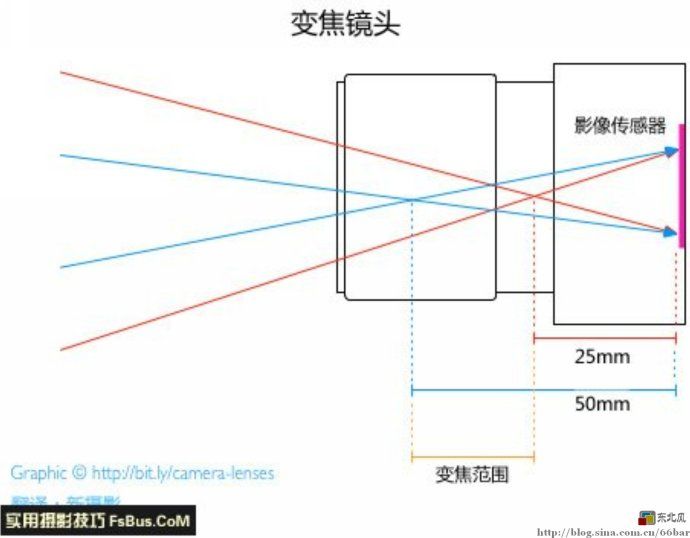 变焦镜头
影像传感器
25mm
50mm
变焦范围
Graphic © http://bit.ly/camera-lenses
翻译：新摄影
实用摄影技巧 FsBus.CoM
东北瓜
http://blog.sina.com.cn/66bar